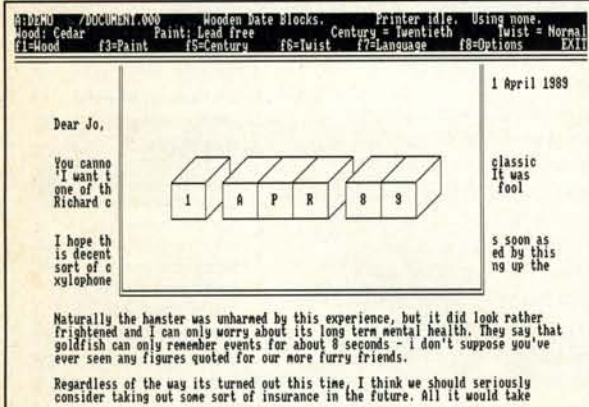 A:DEMO /DOCUMENT.000 Wooden Date Blocks. Printer idle. Using none.
Wood: Cedar Paint: Lead free Century = Twentieth Twist = Normal
f1=Wood f3=Paint f5=Century f6=Twist f7=Language f8=Options EXIT
1 April 1989
Dear Jo,
You canno classic
'I want t It was
one of th fool
Richard c
1 A P R 8 9
I hope th s soon as
is decent ed by this
sort of c ng up the
xylophone
Naturally the hamster was unharmed by this experience, but it did look rather
frightened and I can only worry about its long term mental health. They say that
goldfish can only remember events for about 8 seconds - i don't suppose you've
ever seen any figures quoted for our more furry friends.
Regardless of the way its turned out this time, I think we should seriously
consider taking out some sort of insurance in the future. All it would take